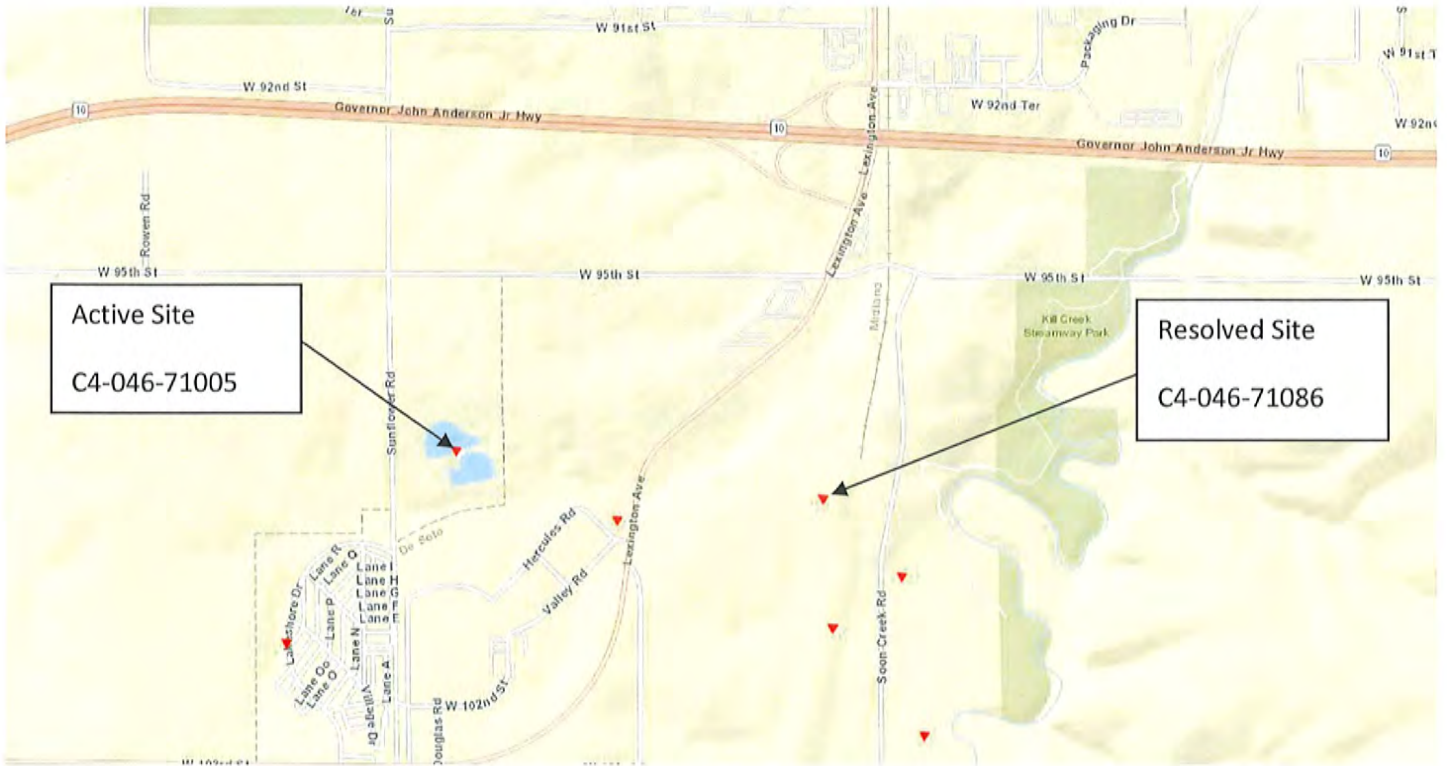 W 91st St
Packaging Dr
W 92nd St
Governor John Anderson Jr Hwy
10
10
W 92nd Ter
Governor John Anderson Jr Hwy
10
Lexington Ave
Lexington Ave
Rowen Rd
W 95th St
W 95th St
W 95th St
W 95th St
Active Site
C4-046-71005
Midland
Kill Creek
Streamway Park
Resolved Site
C4-046-71086
Sunflower Rd
Lexington Ave
De Soto
Hercules Rd
Valley Rd
Lane R
Lane Q
Lane I
Lane H
Lane G
Lane F
Lane E
Lakeshore Dr
Lane P
Lane N
Lane Oo
Lane O
Lane A
Village Dr
W 102nd St
Douglas Rd
Soon Creek Rd